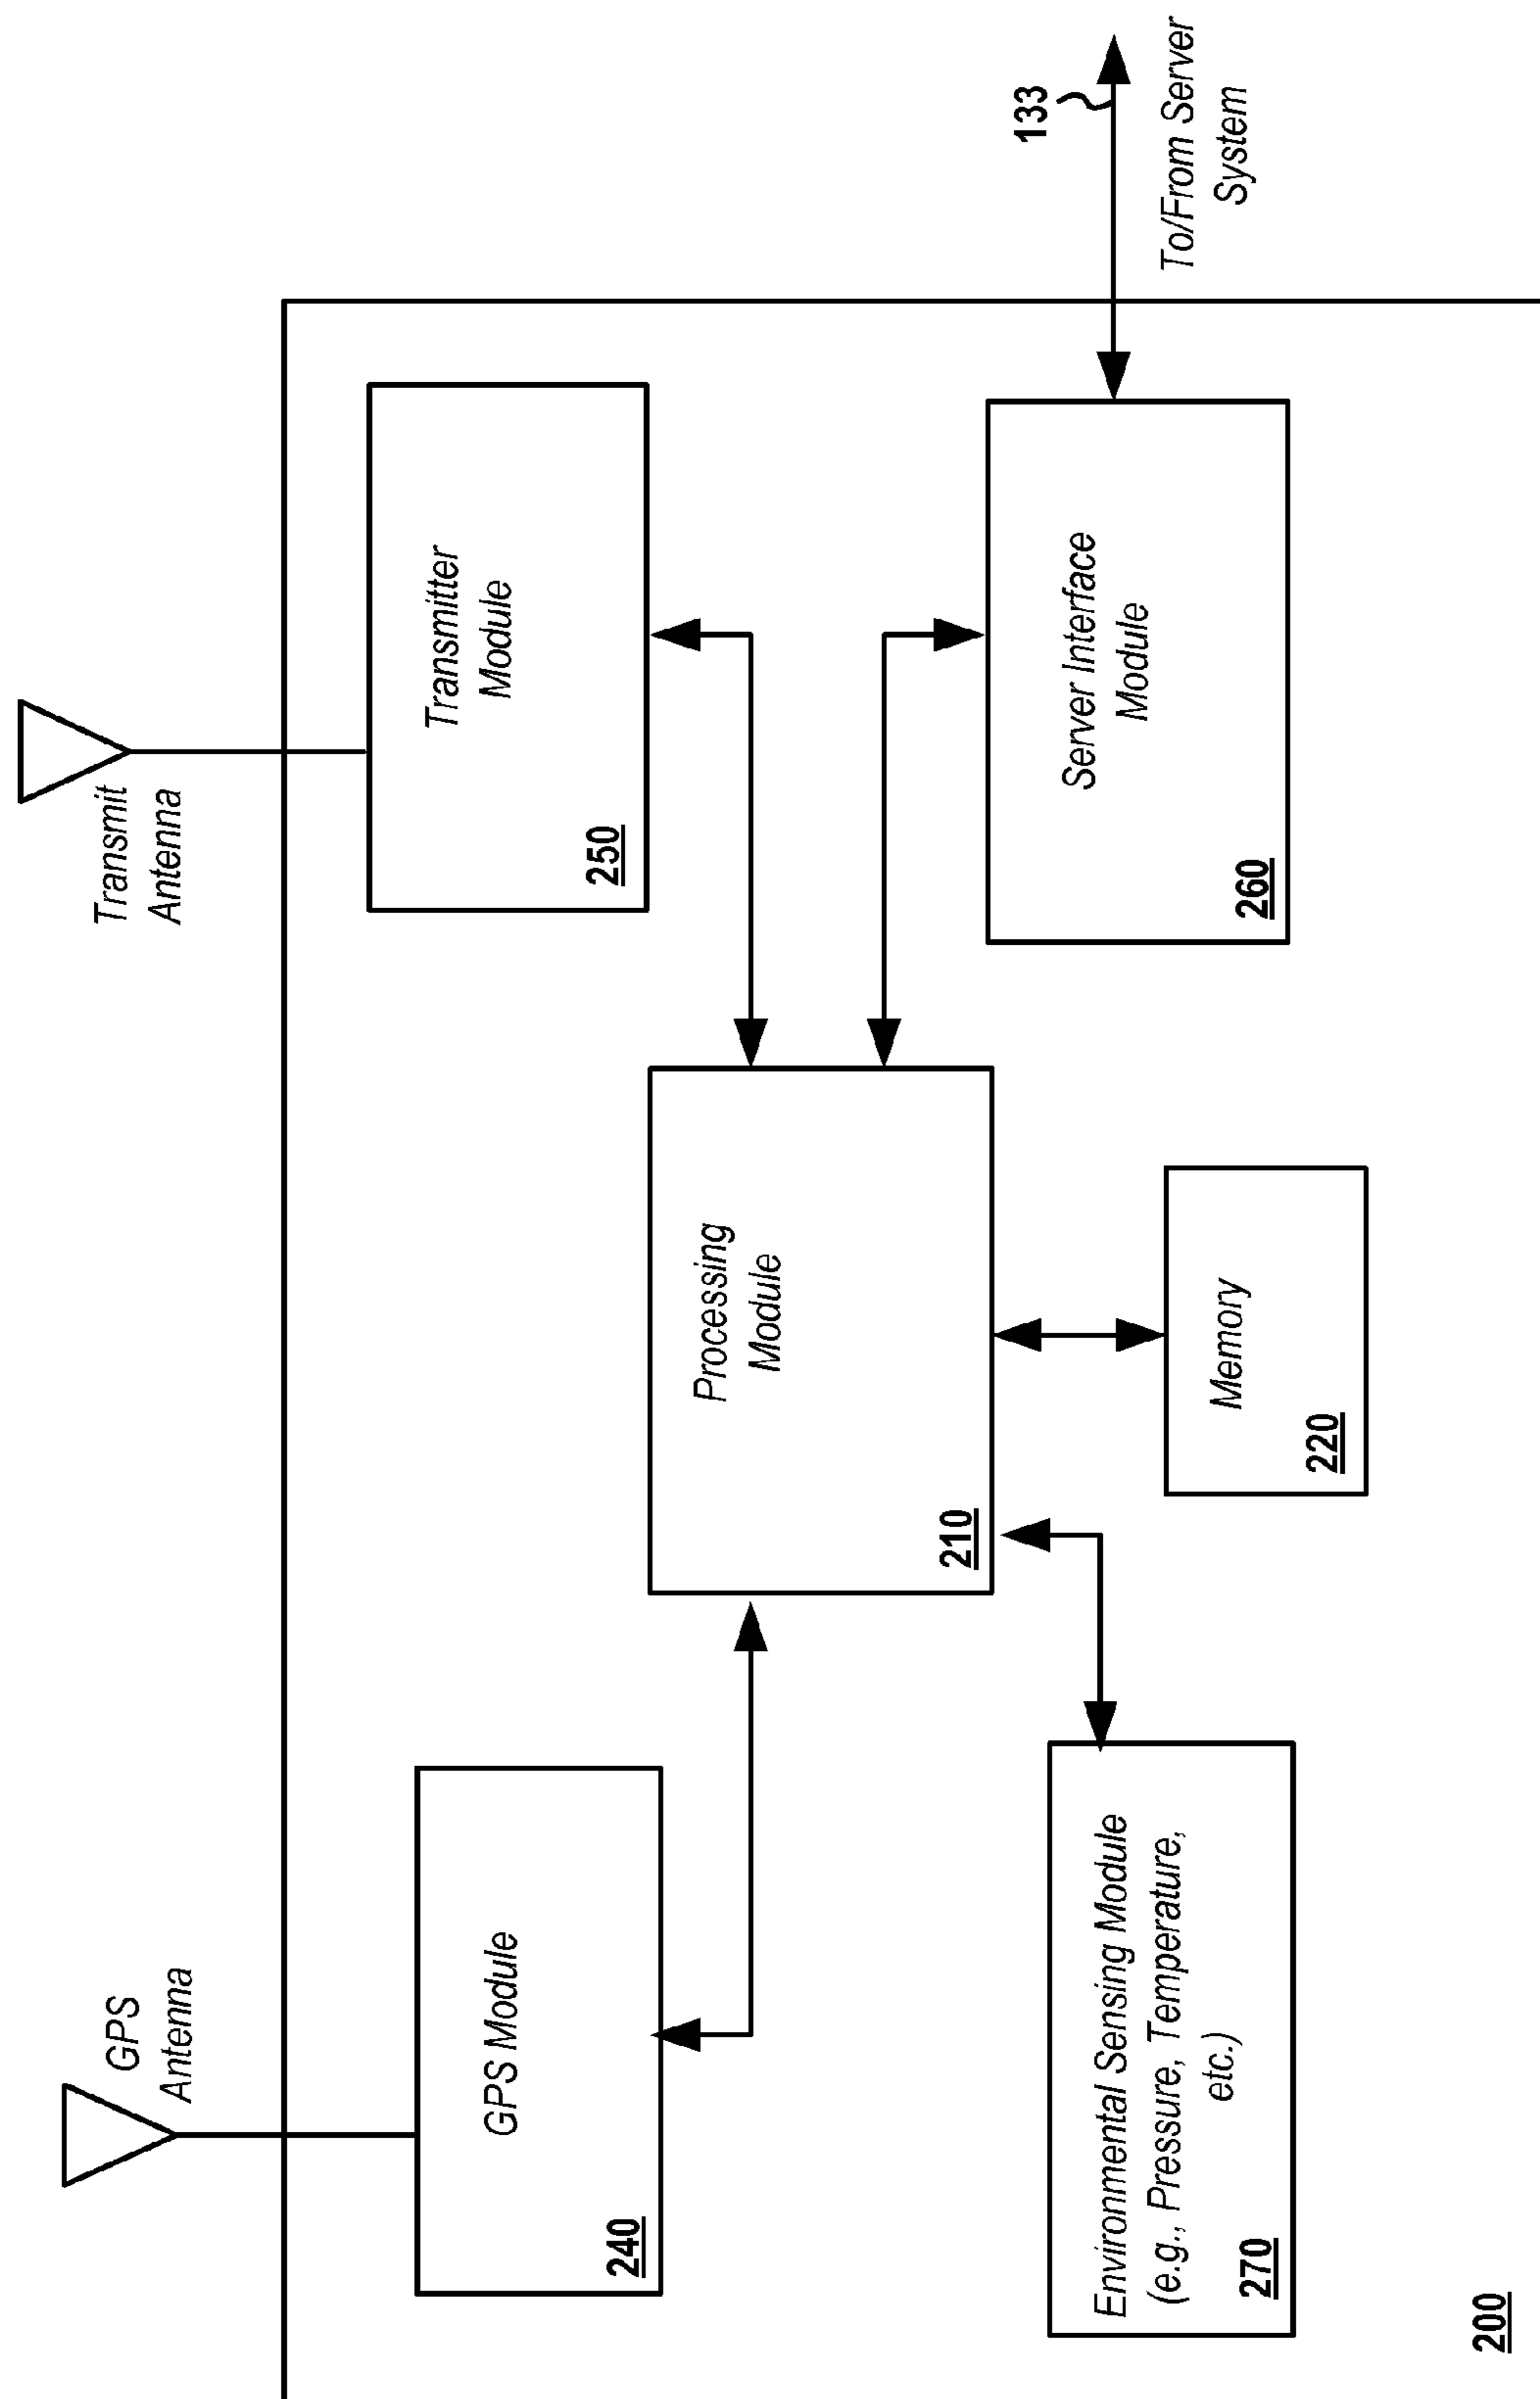 GPS
Antenna
Transmit
Antenna
GPS Module
240
Transmitter
Module
250
Processing
Module
210
133
To/From Server
System
Environmental Sensing Module
(e.g., Pressure, Temperature,
etc.)
270
Memory
220
Server Interface
Module
260
200